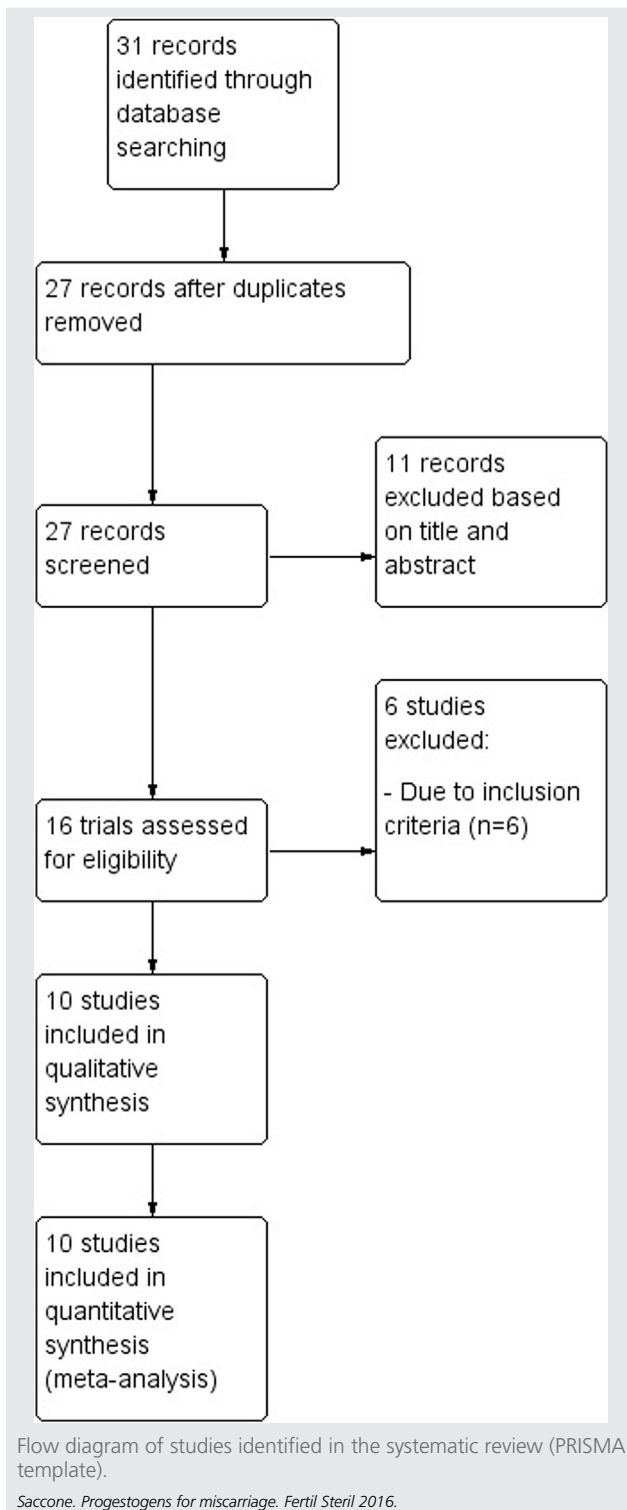 31 records
identified through
database
searching
27 records after duplicates
removed
27 records
screened
11 records
excluded based
on title and
abstract
16 trials assessed
for eligibility
6 studies
excluded:
- Due to inclusion
criteria (n=6)
10 studies
included in
qualitative
synthesis
10 studies
included in
quantitative
synthesis
(meta-analysis)
Flow diagram of studies identified in the systematic review (PRISMA
template).
Saccone. Progestogens for miscarriage. Fertil Steril 2016.